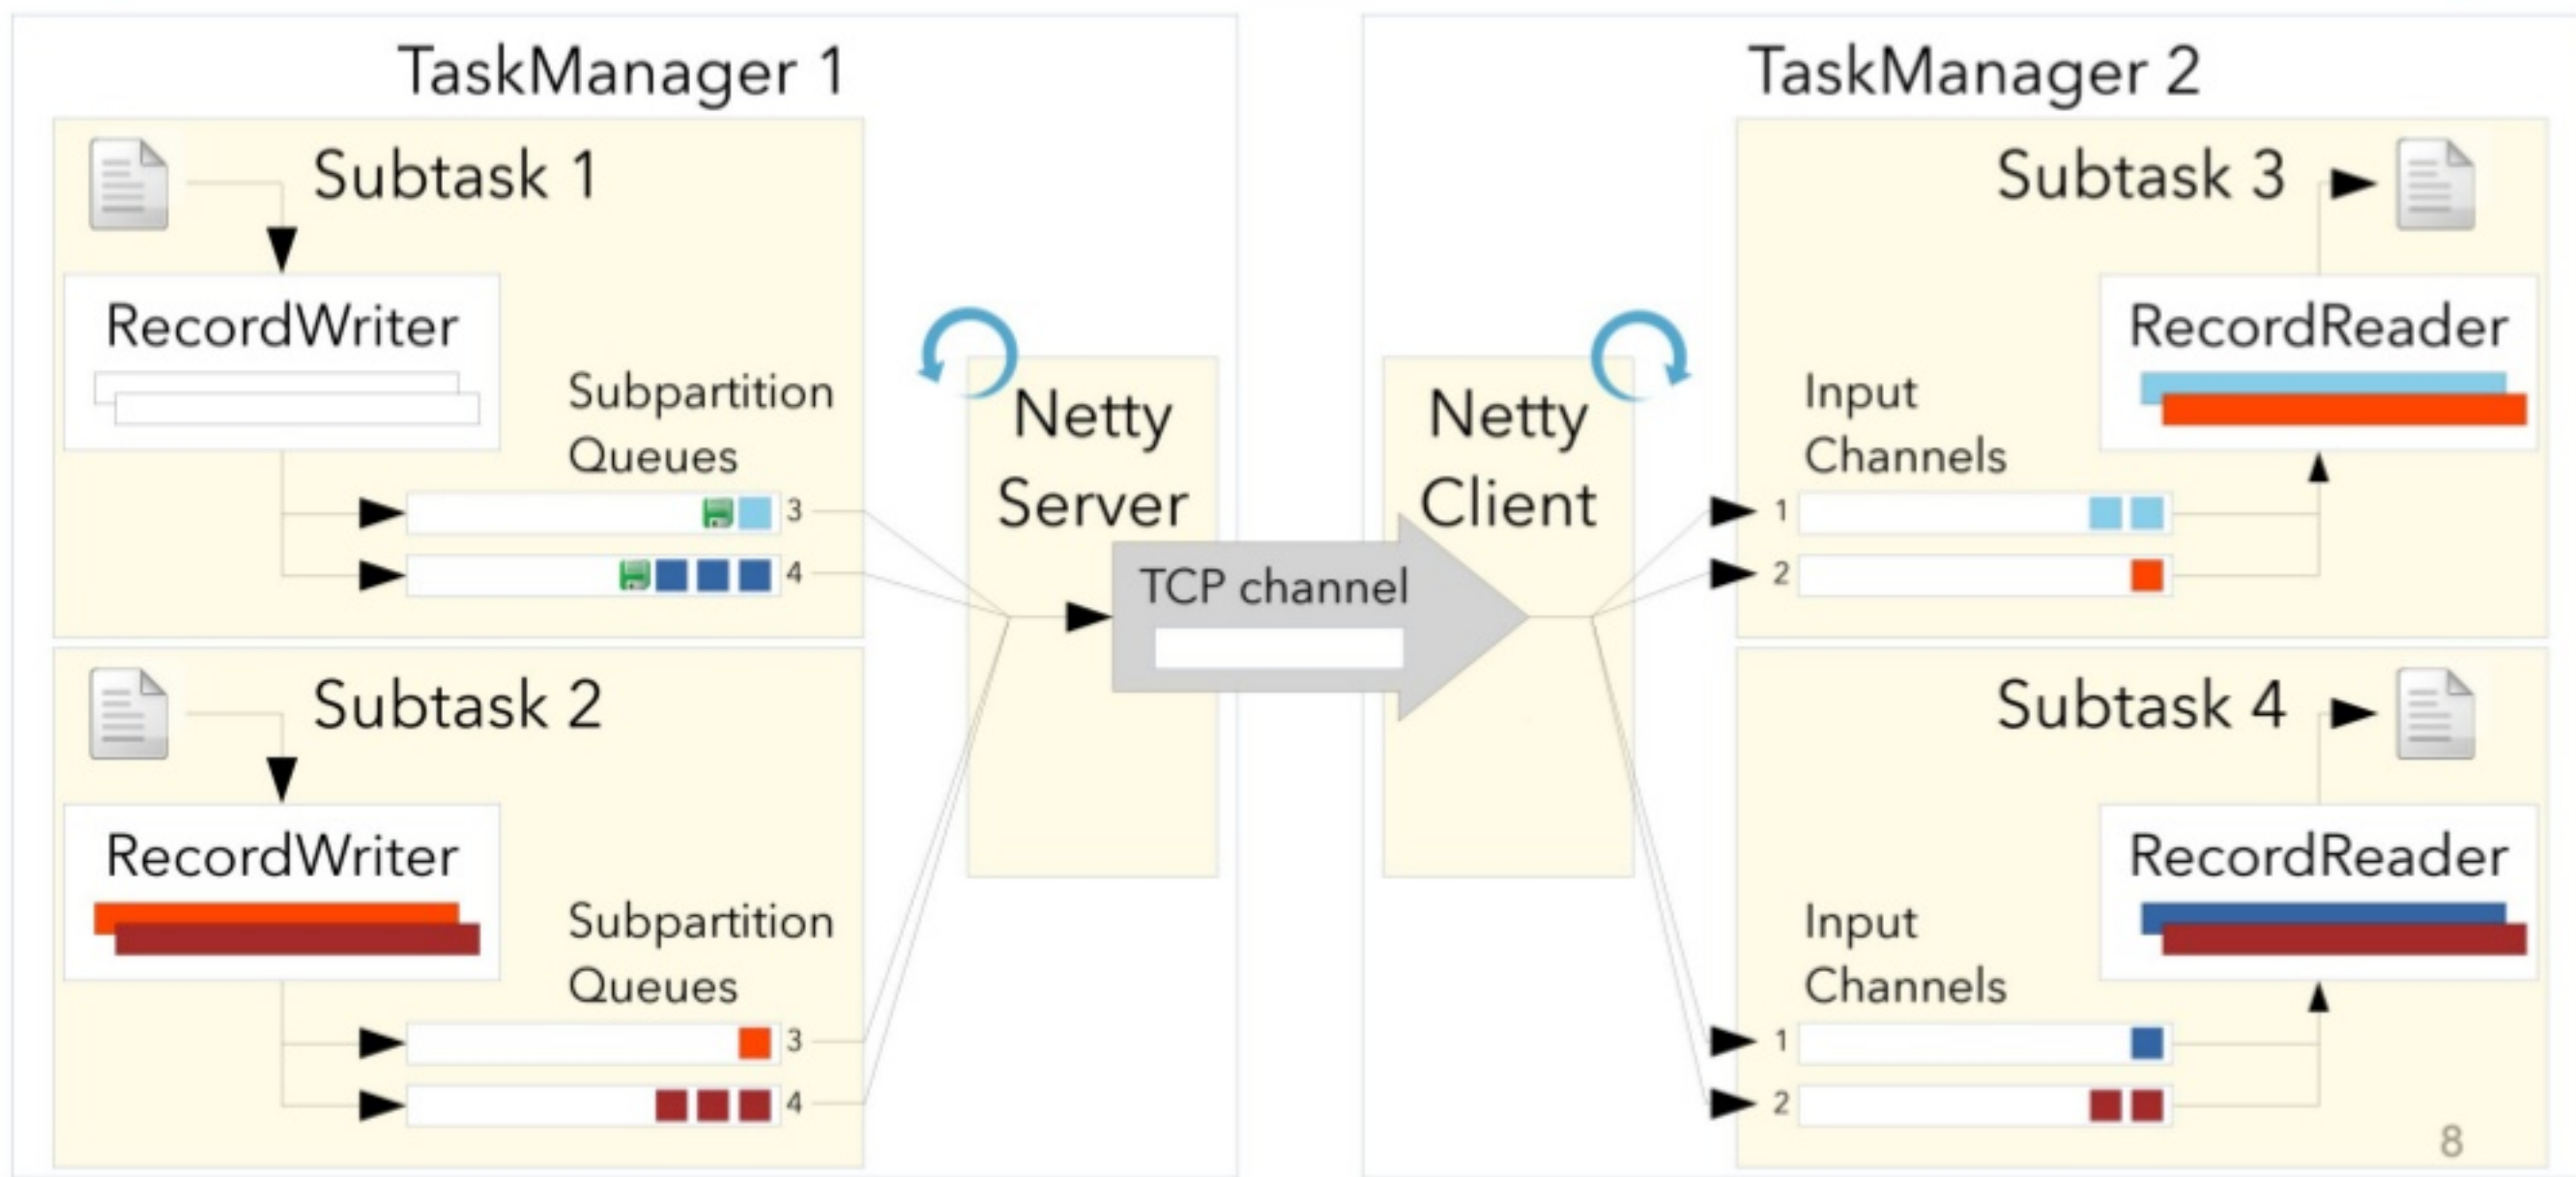 TaskManager 1
Subtask 1
RecordWriter
Subpartition
Queues
3
4
Subtask 2
RecordWriter
Subpartition
Queues
3
4
Netty
Server
TCP channel
Netty
Client
TaskManager 2
Subtask 3
RecordReader
Input
Channels
1
2
Subtask 4
RecordReader
Input
Channels
1
2
8